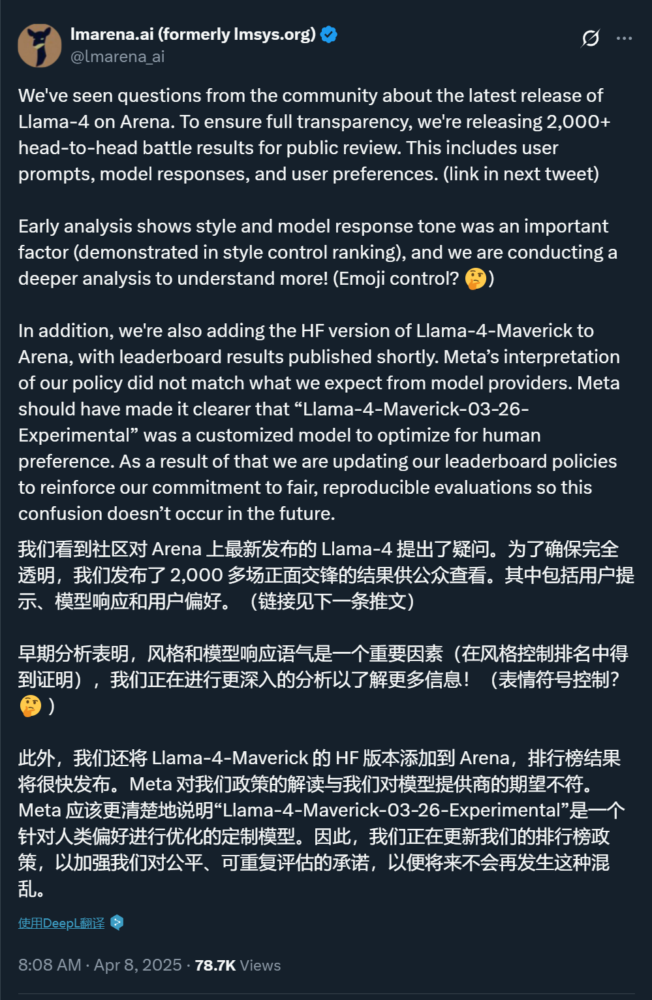 lmarena.ai (formerly lmsys.org)
@lmarena_ai
We've seen questions from the community about the latest release of
Llama-4 on Arena. To ensure full transparency, we're releasing 2,000+
head-to-head battle results for public review. This includes user
prompts, model responses, and user preferences. (link in next tweet)
Early analysis shows style and model response tone was an important
factor (demonstrated in style control ranking), and we are conducting a
deeper analysis to understand more! (Emoji control? 🤔)
In addition, we're also adding the HF version of Llama-4-Maverick to
Arena, with leaderboard results published shortly. Meta’s interpretation
of our policy did not match what we expect from model providers. Meta
should have made it clearer that “Llama-4-Maverick-03-26-
Experimental” was a customized model to optimize for human
preference. As a result of that we are updating our leaderboard policies
to reinforce our commitment to fair, reproducible evaluations so this
confusion doesn’t occur in the future.
我们看到社区对 Arena 上最新发布的 Llama-4 提出了疑问。为了确保完全
透明，我们发布了 2,000 多场正面交锋的结果供公众查看。其中包括用户提
示、模型响应和用户偏好。（链接见下一条推文）
早期分析表明，风格和模型响应语气是一个重要因素（在风格控制排名中得
到证明），我们正在进行更深入的分析以了解更多信息！（表情符号控制？
🤔 ）
此外，我们还将 Llama-4-Maverick 的 HF 版本添加到 Arena，排行榜结果
将很快发布。Meta 对我们政策的解读与我们对模型提供商的期望不符。
Meta 应该更清楚地说明“Llama-4-Maverick-03-26-Experimental”是一个
针对人类偏好进行优化的定制模型。因此，我们正在更新我们的排行榜政
策，以加强我们对公平、可重复评估的承诺，以便将来不会再发生这种混
乱。
使用DeepL翻译
8:08 AM · Apr 8, 2025 · 78.7K Views